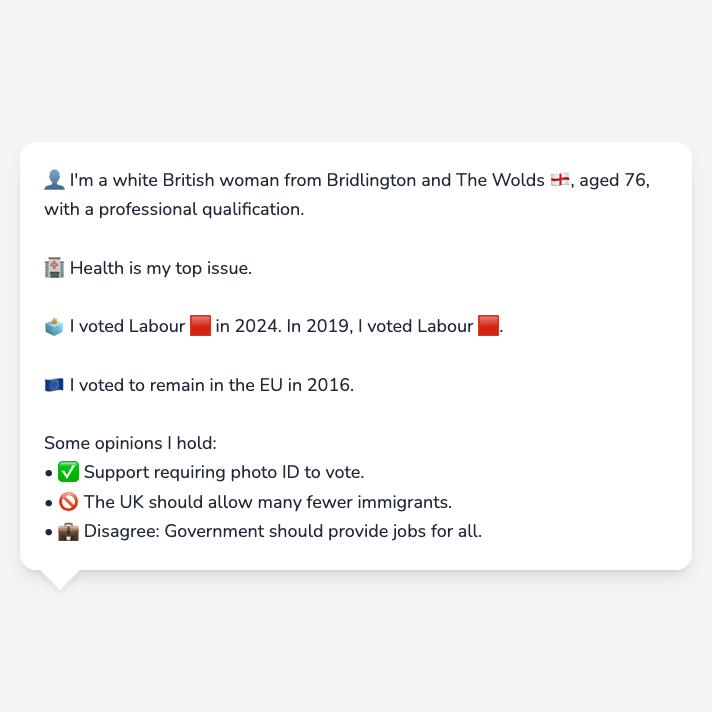 👤 I'm a white British woman from Bridlington and The Wolds 🏴󠁧󠁢󠁥󠁮󠁧󠁿, aged 76,
with a professional qualification.
🏥 Health is my top issue.
🗳️ I voted Labour 🟥 in 2024. In 2019, I voted Labour 🟥.
🇪🇺 I voted to remain in the EU in 2016.
Some opinions I hold:
• ✅ Support requiring photo ID to vote.
• 🚫 The UK should allow many fewer immigrants.
• 💼 Disagree: Government should provide jobs for all.